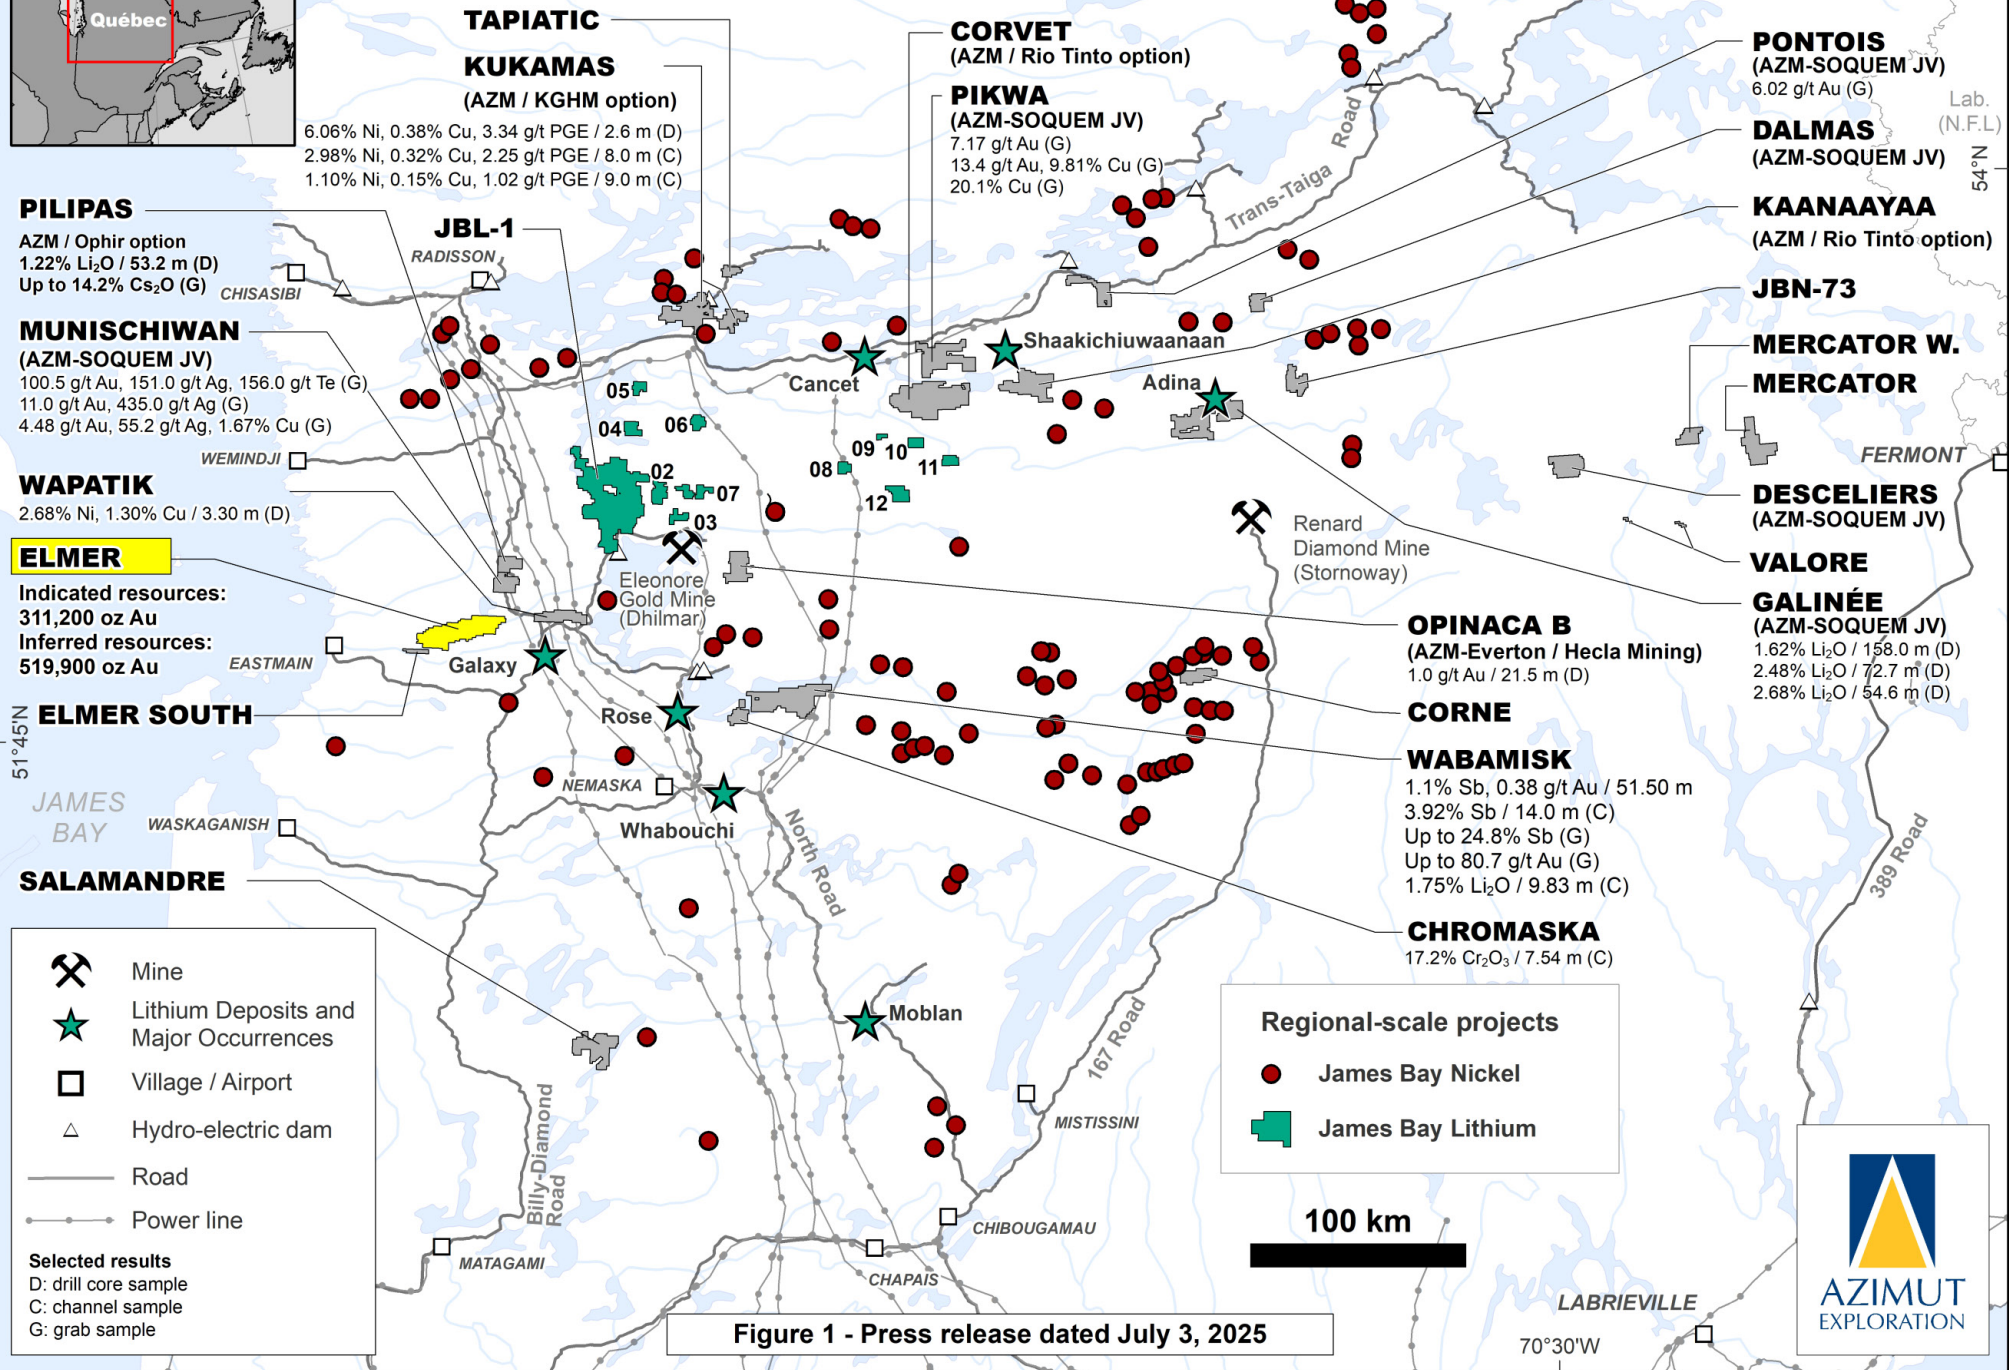 Québec
TAPIATIC
KUKAMAS
(AZM / KGHM option)
6.06% Ni, 0.38% Cu, 3.34 g/t PGE / 2.6 m (D)
2.98% Ni, 0.32% Cu, 2.25 g/t PGE / 8.0 m (C)
1.10% Ni, 0.15% Cu, 1.02 g/t PGE / 9.0 m (C)
CORVET
(AZM / Rio Tinto option)
PIKWA
(AZM-SOQUEM JV)
7.17 g/t Au (G)
13.4 g/t Au, 9.81% Cu (G)
20.1% Cu (G)
PONTOIS
(AZM-SOQUEM JV)
6.02 g/t Au (G)
Lab.
(N.F.L)
54°N
DALMAS
(AZM-SOQUEM JV)
KAANAAYAA
(AZM / Rio Tinto option)
JBN-73
MERCATOR W.
MERCATOR
FERMONT
DESCELIERS
(AZM-SOQUEM JV)
VALORE
GALINÉE
(AZM-SOQUEM JV)
1.62% Li₂O / 158.0 m (D)
2.48% Li₂O / 72.7 m (D)
2.68% Li₂O / 54.6 m (D)
PILIPAS
AZM / Ophir option
1.22% Li₂O / 53.2 m (D)
Up to 14.2% Cs₂O (G)
JBL-1
RADISSON
CHISASIBI
MUNISCHIWAN
(AZM-SOQUEM JV)
100.5 g/t Au, 151.0 g/t Ag, 156.0 g/t Te (G)
11.0 g/t Au, 435.0 g/t Ag (G)
4.48 g/t Au, 55.2 g/t Ag, 1.67% Cu (G)
WEMINDJI
WAPATIK
2.68% Ni, 1.30% Cu / 3.30 m (D)
ELMER
Indicated resources:
311,200 oz Au
Inferred resources:
519,900 oz Au
EASTMAIN
ELMER SOUTH
51°45'N
JAMES
BAY
WASKAGANISH
SALAMANDRE
Trans-Taiga Road
Shaakichiuwaanaan
Cancet
Adina
05
04
06
02
07
03
09
10
08
11
12
Eleonore
Gold Mine
(Dhilmar)
Renard
Diamond Mine
(Stornoway)
Galaxy
Rose
NEMASKA
Whabouchi
North Road
OPINACA B
(AZM-Everton / Hecla Mining)
1.0 g/t Au / 21.5 m (D)
CORNE
WABAMISK
1.1% Sb, 0.38 g/t Au / 51.50 m
3.92% Sb / 14.0 m (C)
Up to 24.8% Sb (G)
Up to 80.7 g/t Au (G)
1.75% Li₂O / 9.83 m (C)
CHROMASKA
17.2% Cr₂O₃ / 7.54 m (C)
389 Road
Moblan
167 Road
MISTISSINI
CHIBOUGAMAU
CHAPAIS
Billy-Diamond
Road
MATAGAMI
LABRIEVILLE
70°30'W
Mine
Lithium Deposits and
Major Occurrences
Village / Airport
Hydro-electric dam
Road
Power line
Selected results
D: drill core sample
C: channel sample
G: grab sample
Regional-scale projects
James Bay Nickel
James Bay Lithium
100 km
Figure 1 - Press release dated July 3, 2025
AZIMUT
EXPLORATION